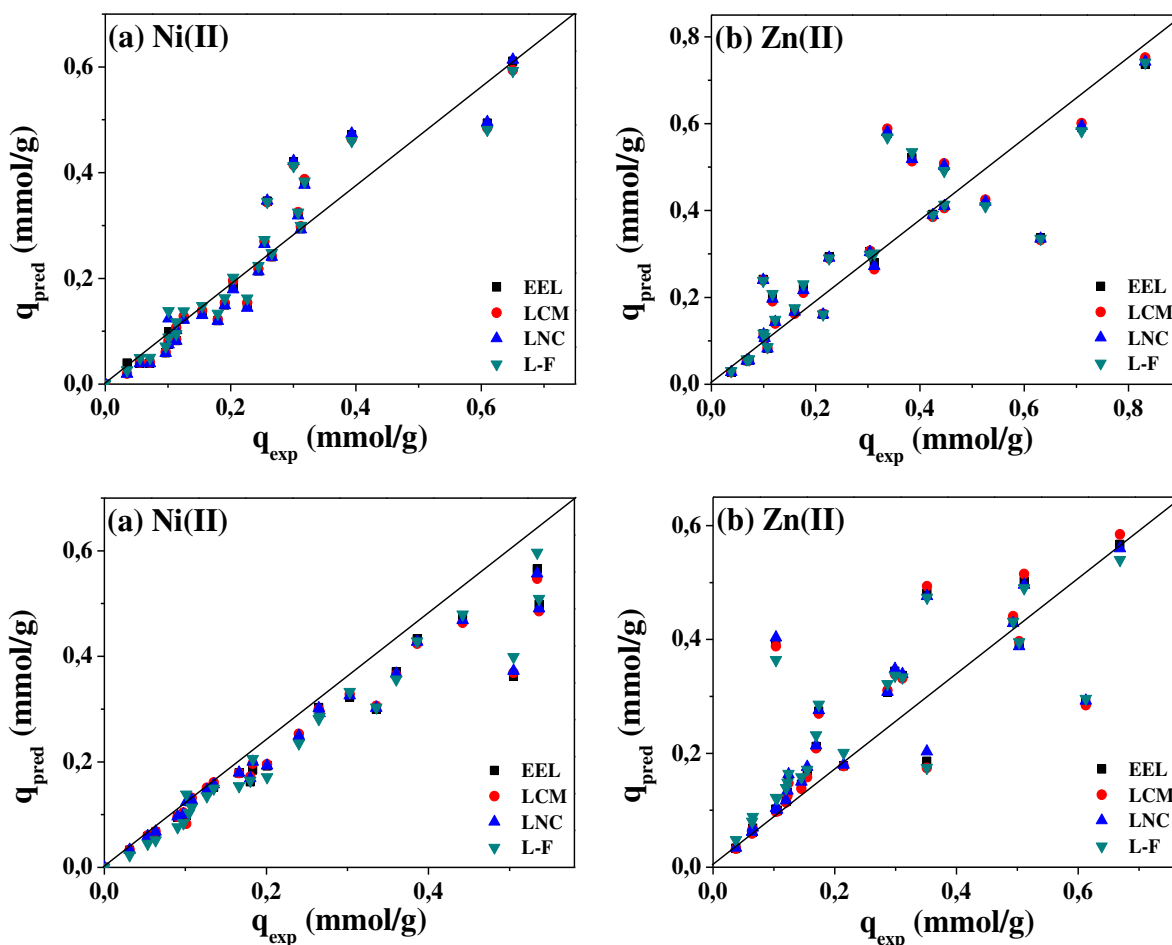 (a) Ni(II)
q_pred (mmol/g)
0,6
0,4
0,2
0,0
EEL
LCM
LNC
L-F
0,0 0,2 0,4 0,6
q_exp (mmol/g)
(b) Zn(II)
q_pred (mmol/g)
0,8
0,6
0,4
0,2
0,0
EEL
LCM
LNC
L-F
0,0 0,2 0,4 0,6 0,8
q_exp (mmol/g)
(a) Ni(II)
q_pred (mmol/g)
0,6
0,4
0,2
0,0
EEL
LCM
LNC
L-F
0,2 0,4
q_exp (mmol/g)
(b) Zn(II)
q_pred (mmol/g)
0,6
0,4
0,2
0,0
EEL
LCM
LNC
L-F
0,0 0,2 0,4 0,6
q_exp (mmol/g)